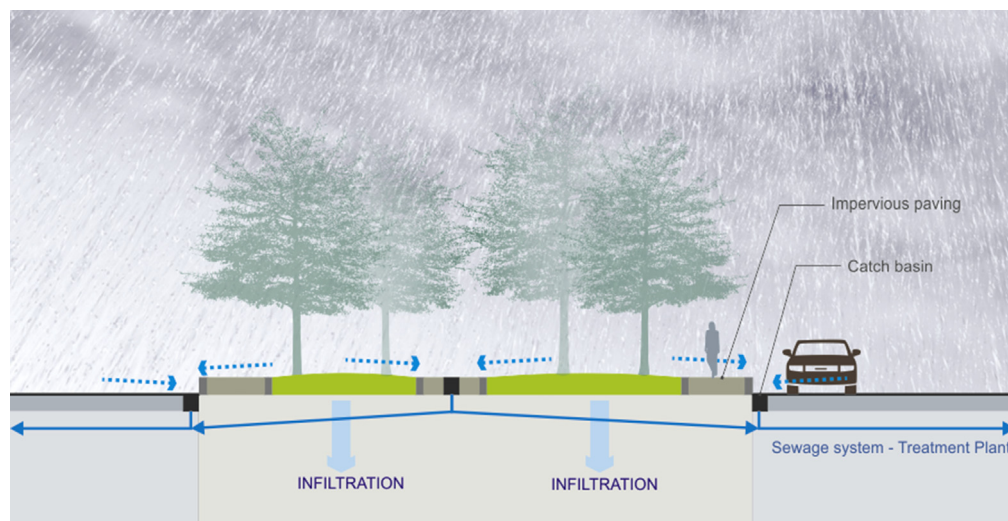 Impervious paving
Catch basin
Sewage system - Treatment Plant
INFILTRATION
INFILTRATION